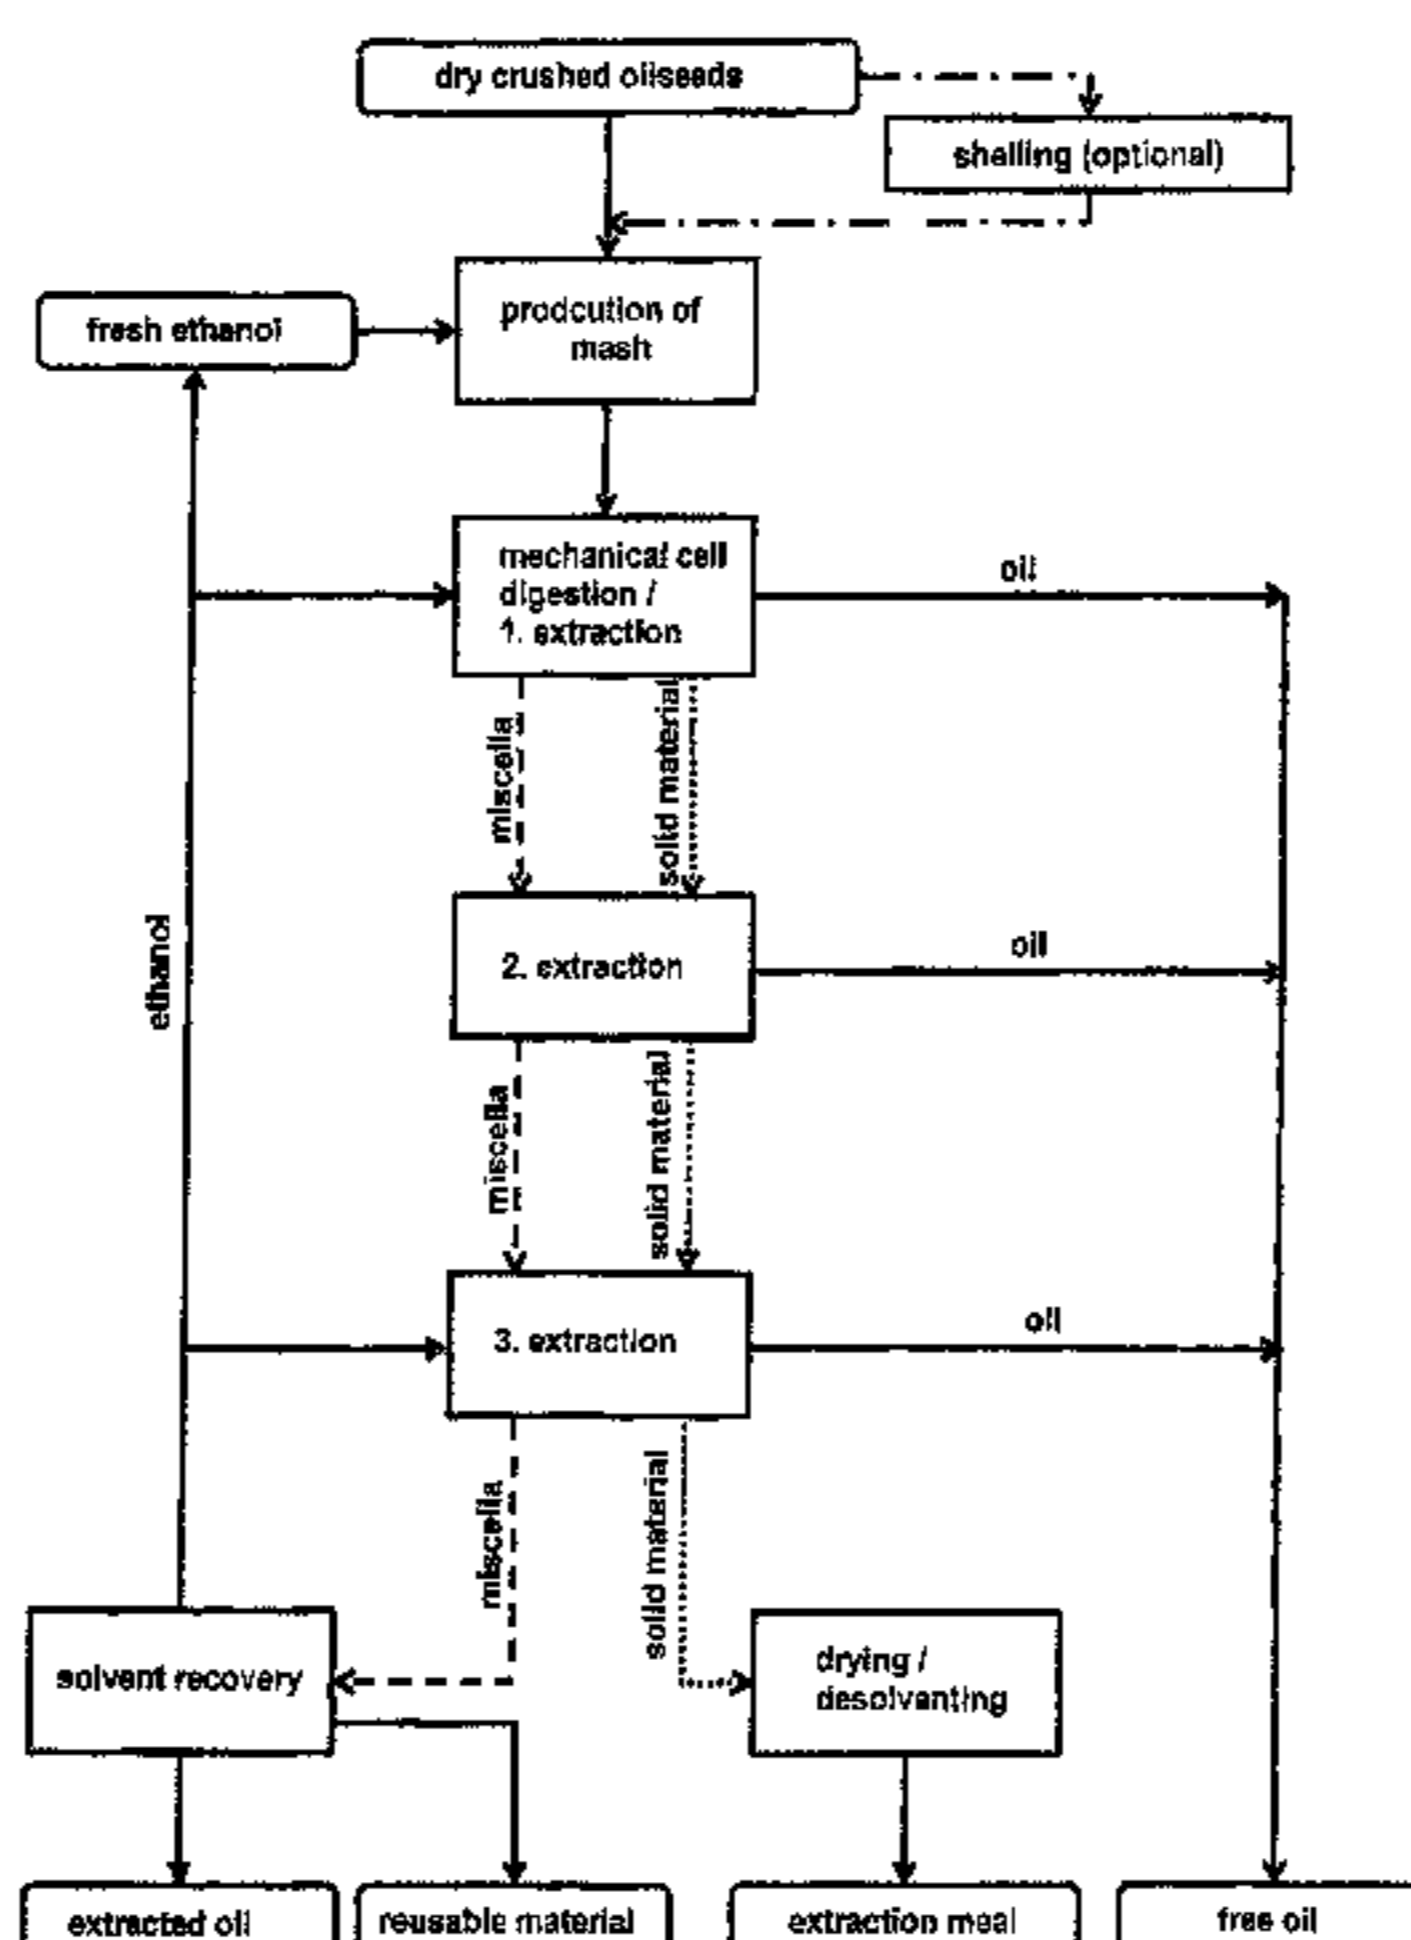 dry crushed oilseeds
shelling (optional)
fresh ethanol
prodcution of
mash
mechanical cell
digestion /
1. extraction
oil
miscella
solid material
2. extraction
oil
ethanol
miscella
solid material
3. extraction
oil
miscella
solid material
solvent recovery
drying /
desolventing
extracted oil
reusable material
extraction meal
free oil